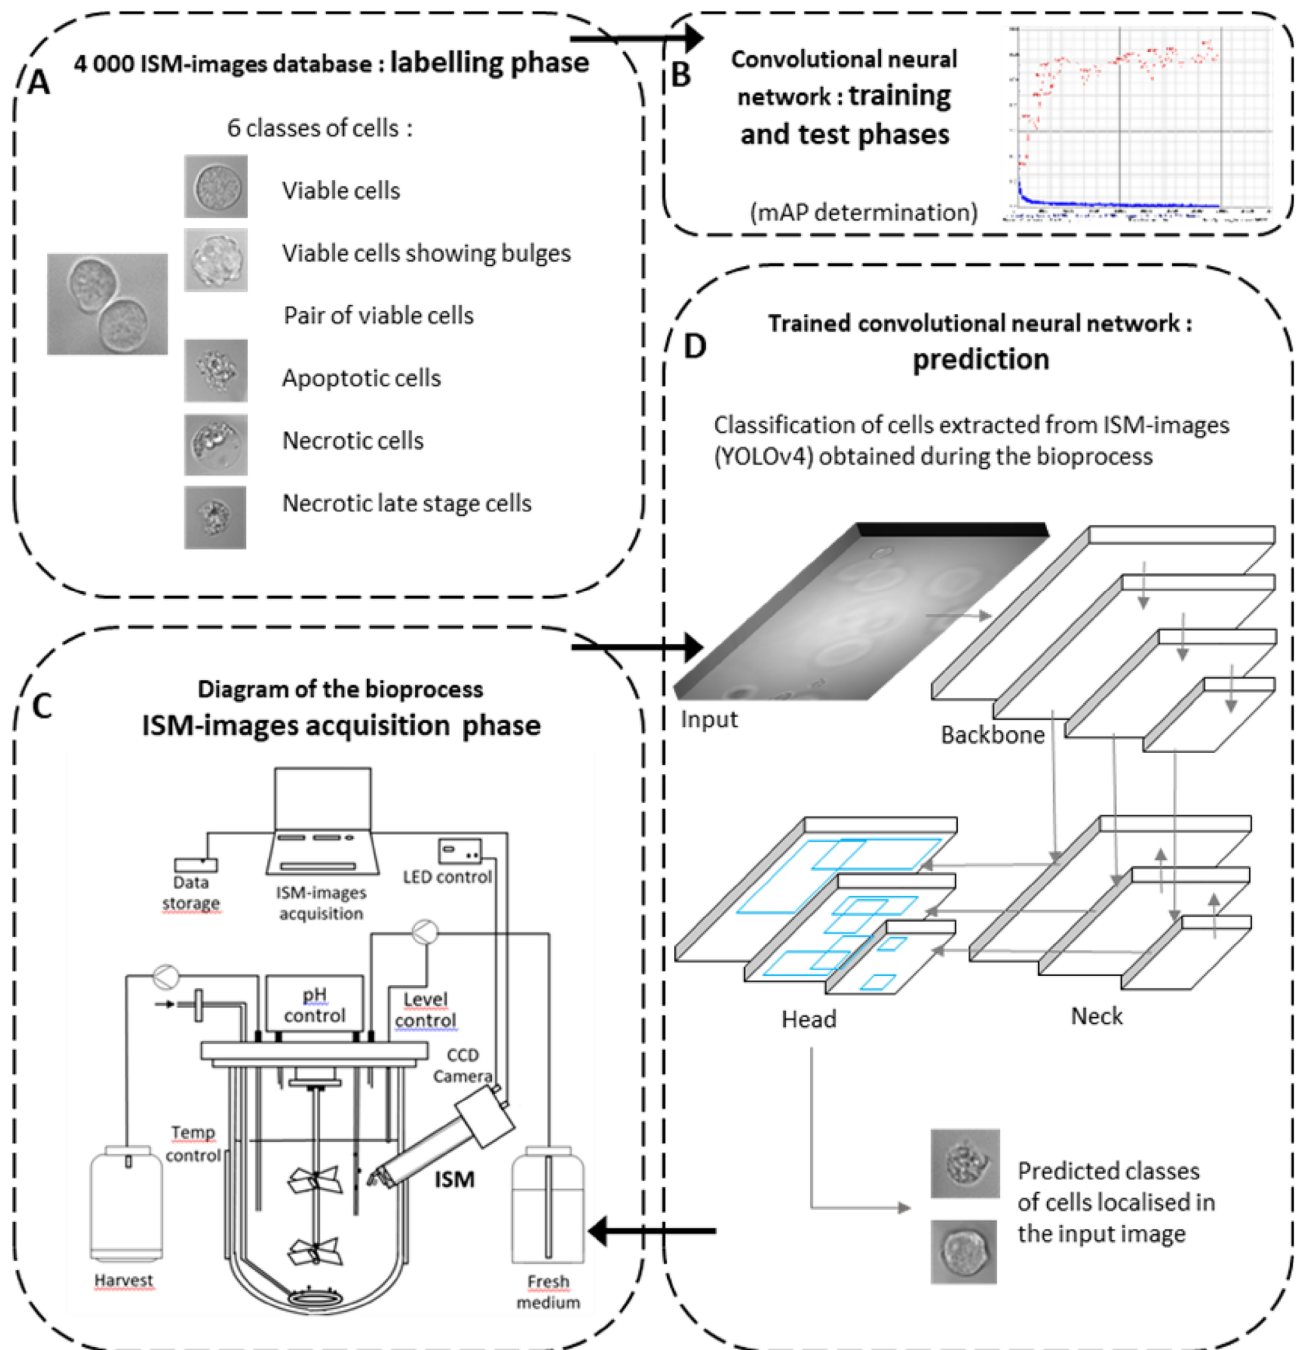 A
4 000 ISM-images database : labelling phase
6 classes of cells :
Viable cells
Viable cells showing bulges
Pair of viable cells
Apoptotic cells
Necrotic cells
Necrotic late stage cells
B
Convolutional neural
network : training
and test phases
(mAP determination)
C
Diagram of the bioprocess
ISM-images acquisition phase
Data
storage
ISM-images
acquisition
LED control
pH
control
Level
control
CCD
Camera
Temp
control
ISM
Harvest
Fresh
medium
D
Trained convolutional neural network :
prediction
Classification of cells extracted from ISM-images
(YOLOv4) obtained during the bioprocess
Input
Backbone
Head
Neck
Predicted classes
of cells localised in
the input image